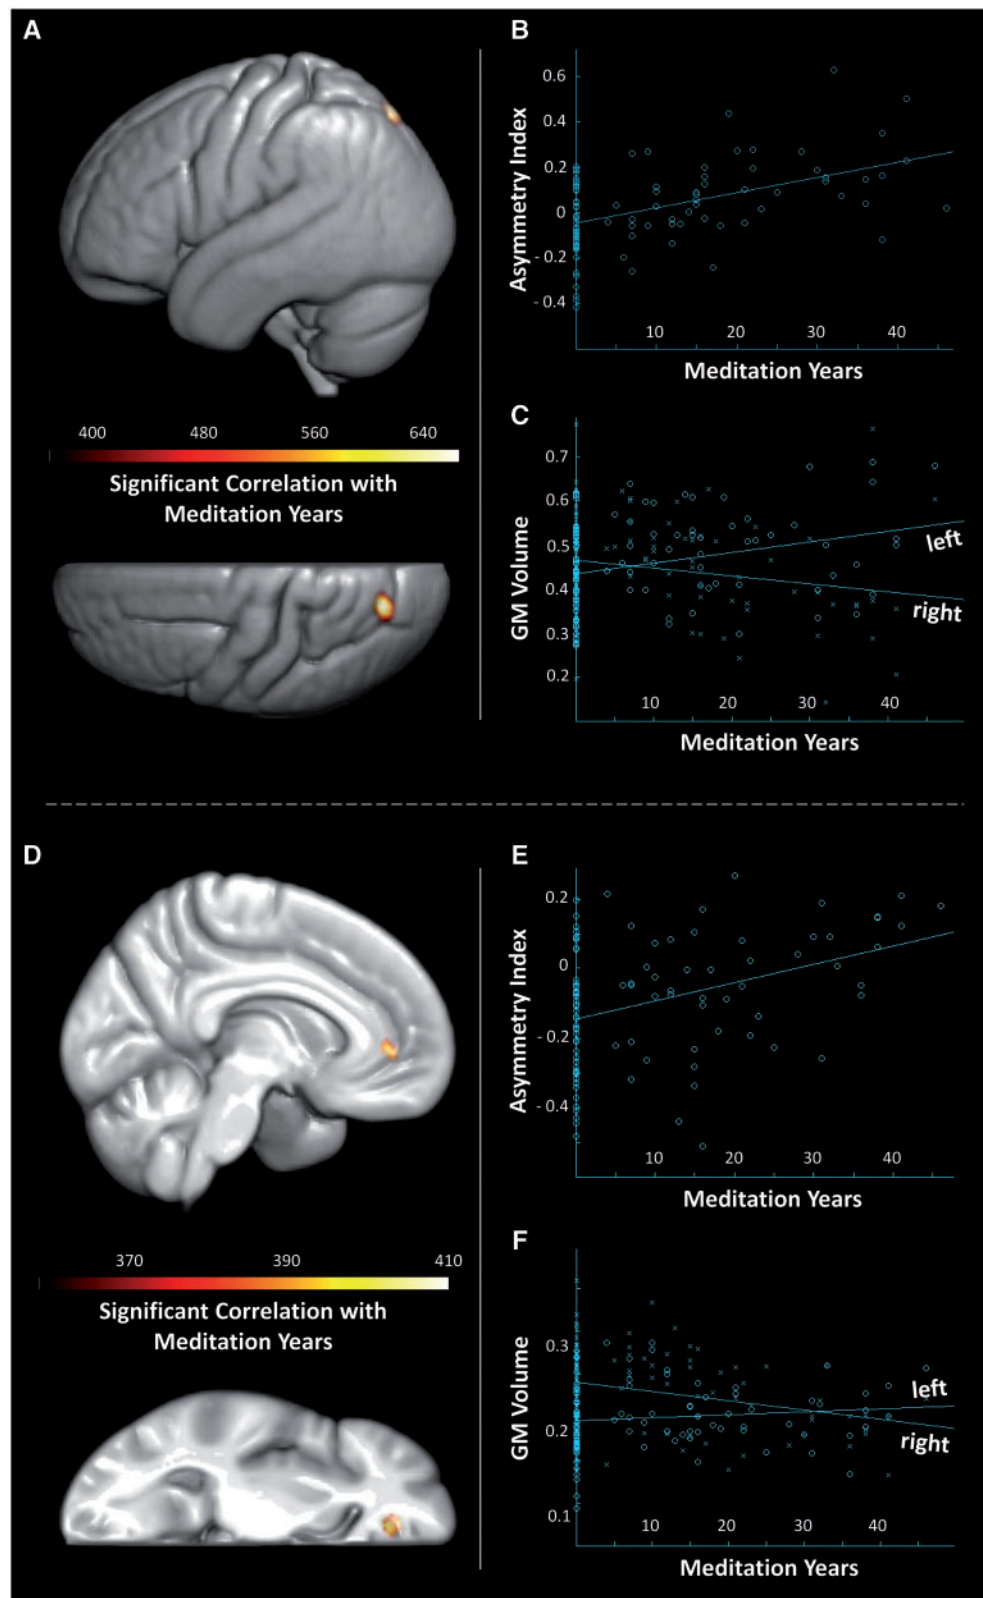 A
B
0.6
0.4
0.2
0
- 0.2
- 0.4
Asymmetry Index
10 20 30 40
Meditation Years
400 480 560 640
Significant Correlation with
Meditation Years
C
0.7
0.6
0.5
0.4
0.3
0.2
GM Volume
left
right
10 20 30 40
Meditation Years
D
E
0.2
0
- 0.2
- 0.4
Asymmetry Index
10 20 30 40
Meditation Years
370 390 410
Significant Correlation with
Meditation Years
F
0.3
0.2
0.1
GM Volume
left
right
10 20 30 40
Meditation Years